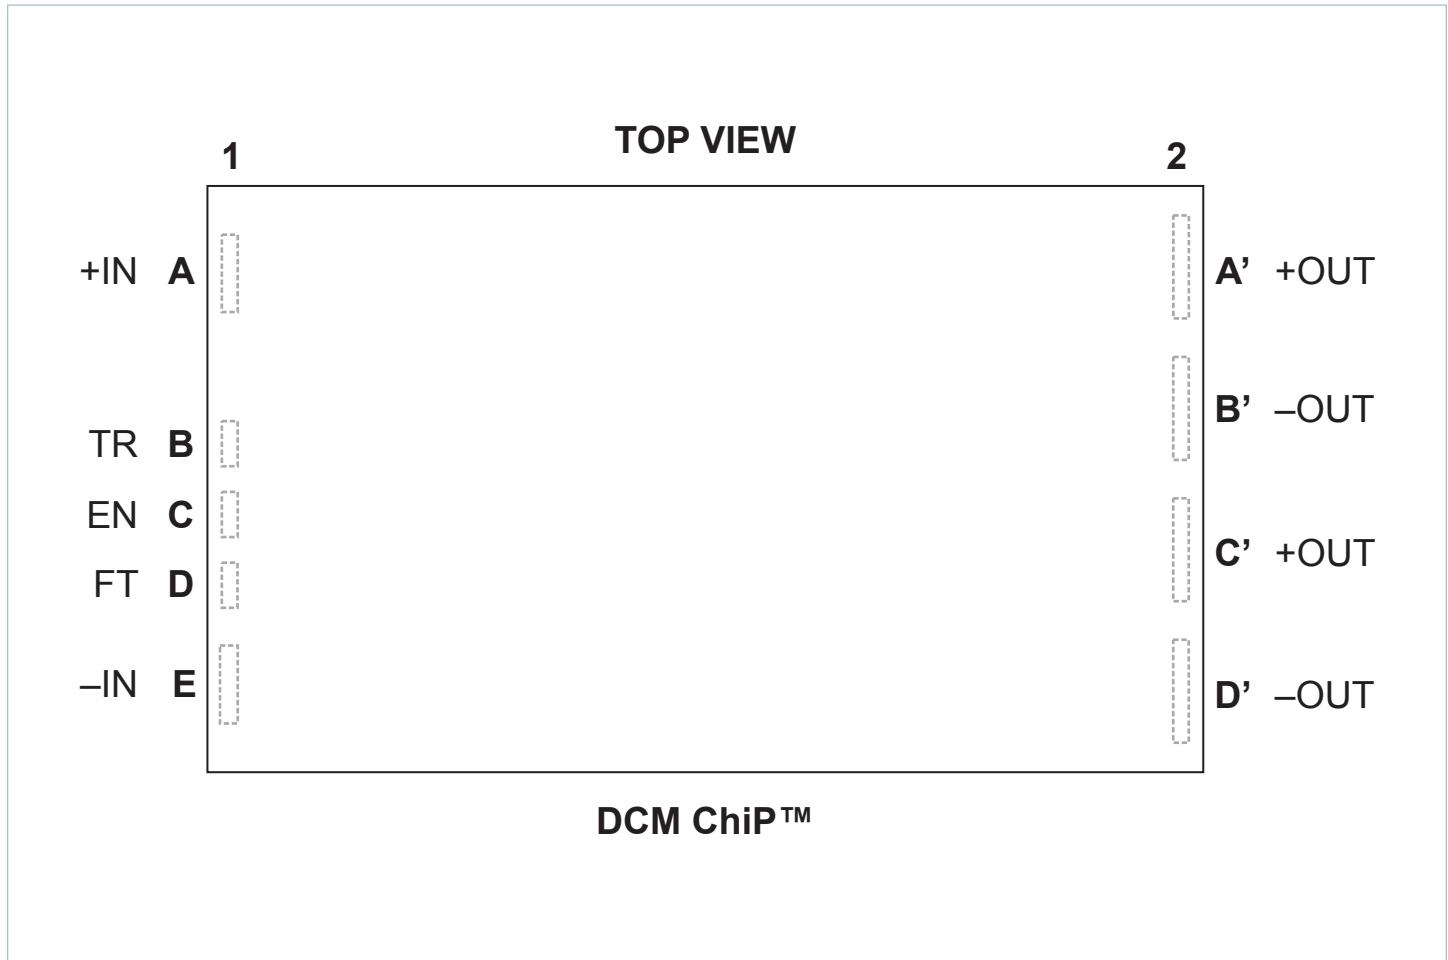 TOP VIEW
1 2
+IN A A’ +OUT
B’ –OUT
TR B
EN C
C’ +OUT
FT D
–IN E
D’ –OUT
DCM ChiP™